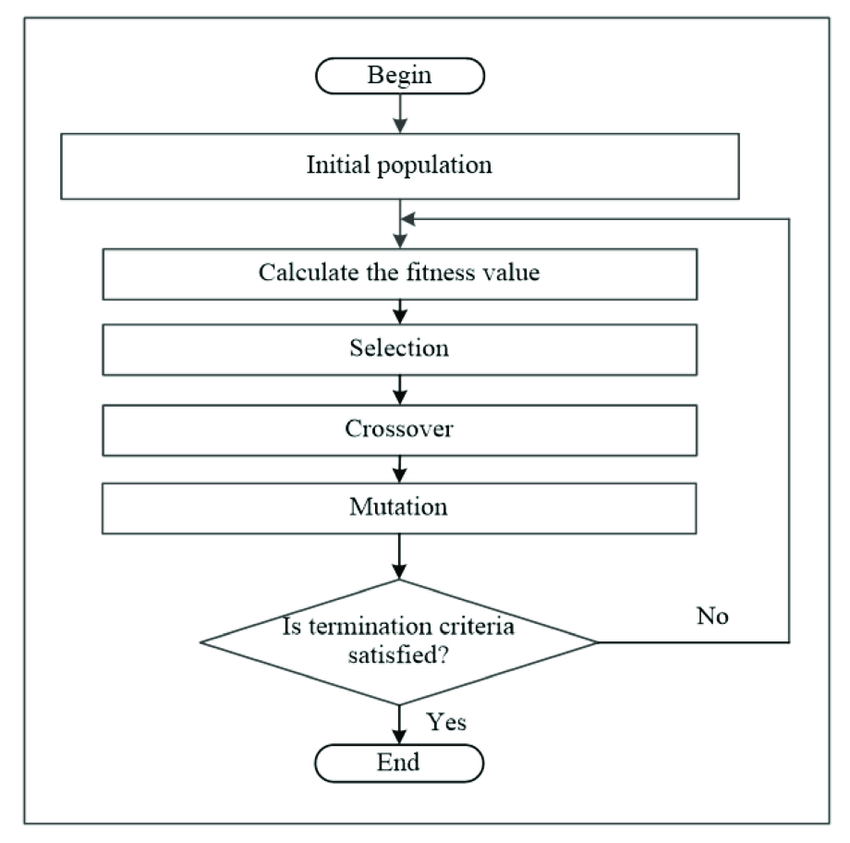 Begin
Initial population
Calculate the fitness value
Selection
Crossover
Mutation
Is termination criteria
satisfied?
No
Yes
End